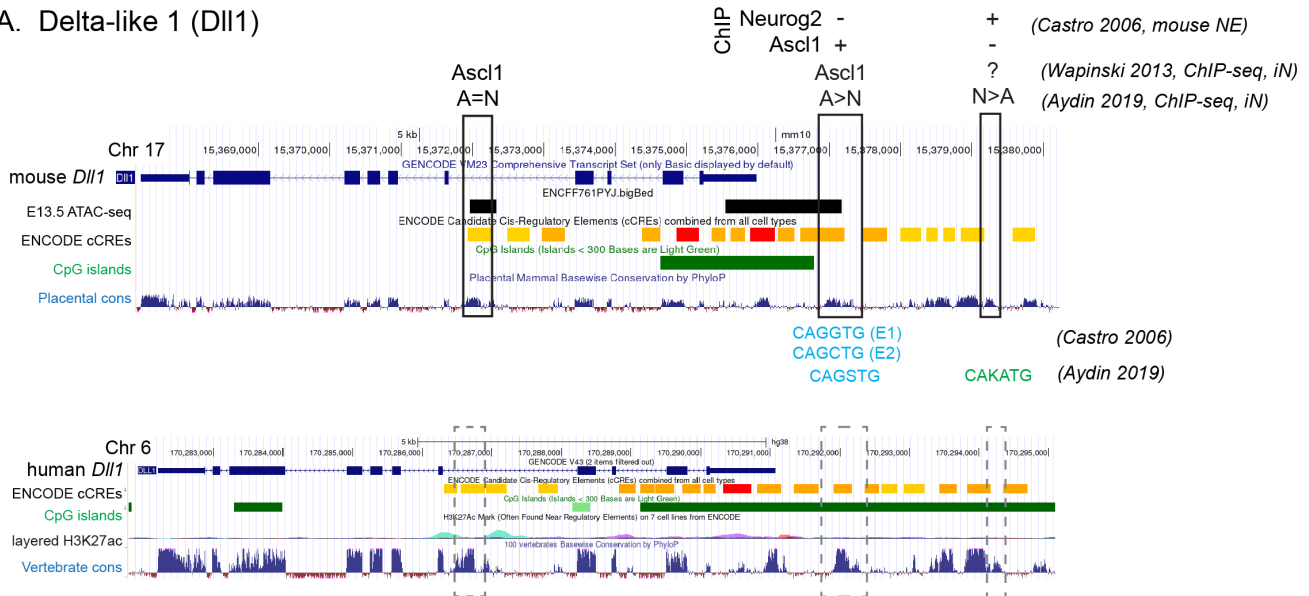 A. Delta-like 1 (Dll1)
ChIP
Neurog2 - + (Castro 2006, mouse NE)
Ascl1 + -
Ascl1 Ascl1 ? (Wapinski 2013, ChIP-seq, iN)
A=N A>N N>A (Aydin 2019, ChIP-seq, iN)
5 kb mm10
Chr 17 15,369,000 15,370,000 15,371,000 15,372,000 15,373,000 15,374,000 15,375,000 15,376,000 15,377,000 15,378,000 15,379,000 15,380,000
GENCODE VM23 Comprehensive Transcript Set (only Basic displayed by default)
mouse Dll1 Dll1
ENCFF761PYJ.bigBed
E13.5 ATAC-seq
ENCODE Candidate Cis-Regulatory Elements (cCREs) combined from all cell types
ENCODE cCREs
CpG Islands (Islands < 300 Bases are Light Green)
CpG islands
Placental Mammal Basewise Conservation by PhyloP
Placental cons
CAGGTG (E1) (Castro 2006)
CAGCTG (E2)
CAGSTG CAKATG (Aydin 2019)
5 kb hg38
Chr 6 170,283,000 170,284,000 170,285,000 170,286,000 170,287,000 170,288,000 170,289,000 170,290,000 170,291,000 170,292,000 170,293,000 170,294,000 170,295,000
GENCODE V43 (2 items filtered out)
human Dll1 DLL1
ENCODE Candidate Cis-Regulatory Elements (cCREs) combined from all cell types
ENCODE cCREs
CpG Islands (Islands < 300 Bases are Light Green)
CpG islands
H3K27Ac Mark (Often Found Near Regulatory Elements) on 7 cell lines from ENCODE
layered H3K27ac
100 vertebrates Basewise Conservation by PhyloP
Vertebrate cons